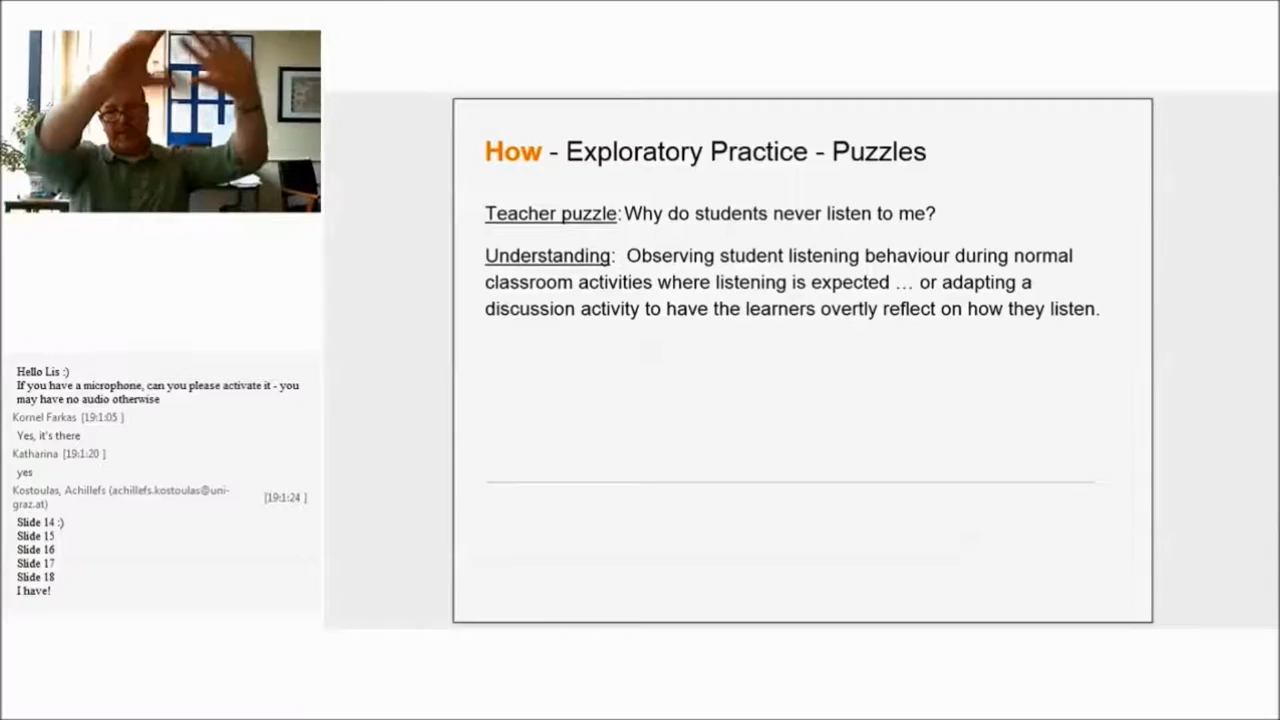 Hello Lis :)
If you have a microphone, can you please activate it - you
may have no audio otherwise
Kornel Farkas [19:1:05 ]
Yes, it's there
Katharina [19:1:20 ]
yes
Kostoulas, Achillefs (achillefs.kostoulas@uni-
graz.at) [19:1:24 ]
Slide 14 :)
Slide 15
Slide 16
Slide 17
Slide 18
I have!
How - Exploratory Practice - Puzzles
Teacher puzzle: Why do students never listen to me?
Understanding: Observing student listening behaviour during normal
classroom activities where listening is expected … or adapting a
discussion activity to have the learners overtly reflect on how they listen.